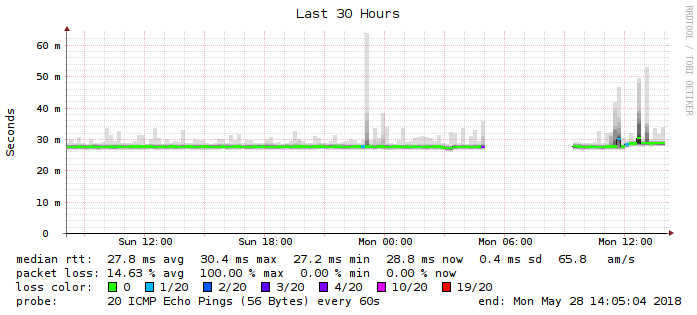 Last 30 Hours
RRDTOOL / TOBI OETIKER
Seconds
60 m
50 m
40 m
30 m
20 m
10 m
0
Sun 12:00 Sun 18:00 Mon 00:00 Mon 06:00 Mon 12:00
median rtt: 27.8 ms avg 30.4 ms max 27.2 ms min 28.8 ms now 0.4 ms sd 65.8 am/s
packet loss: 14.63 % avg 100.00 % max 0.00 % min 0.00 % now
loss color: 0 1/20 2/20 3/20 4/20 10/20 19/20
probe: 20 ICMP Echo Pings (56 Bytes) every 60s end: Mon May 28 14:05:04 2018